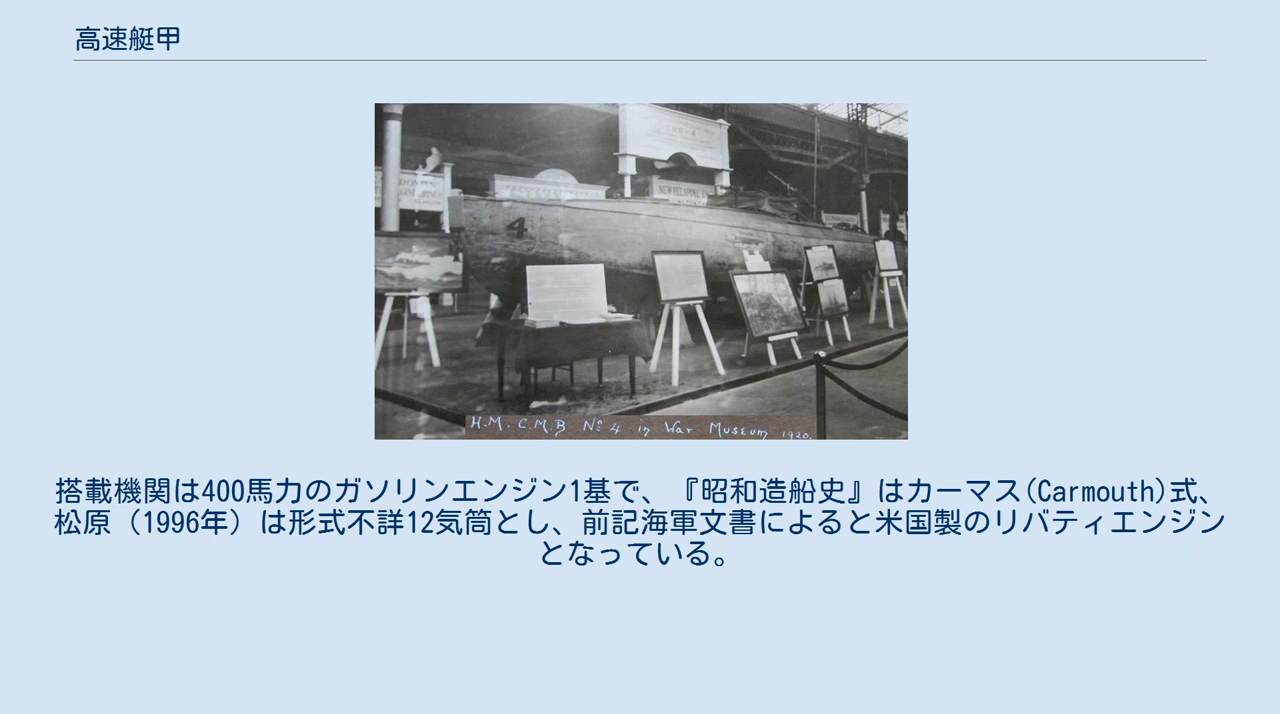 高速艇甲
4
H.M. C.M.B Nº 4 in War Museum 1920.
搭載機関は400馬力のガソリンエンジン1基で、『昭和造船史』はカーマス(Carmouth)式、
松原（1996年）は形式不詳12気筒とし、前記海軍文書によると米国製のリバティエンジン
となっている。